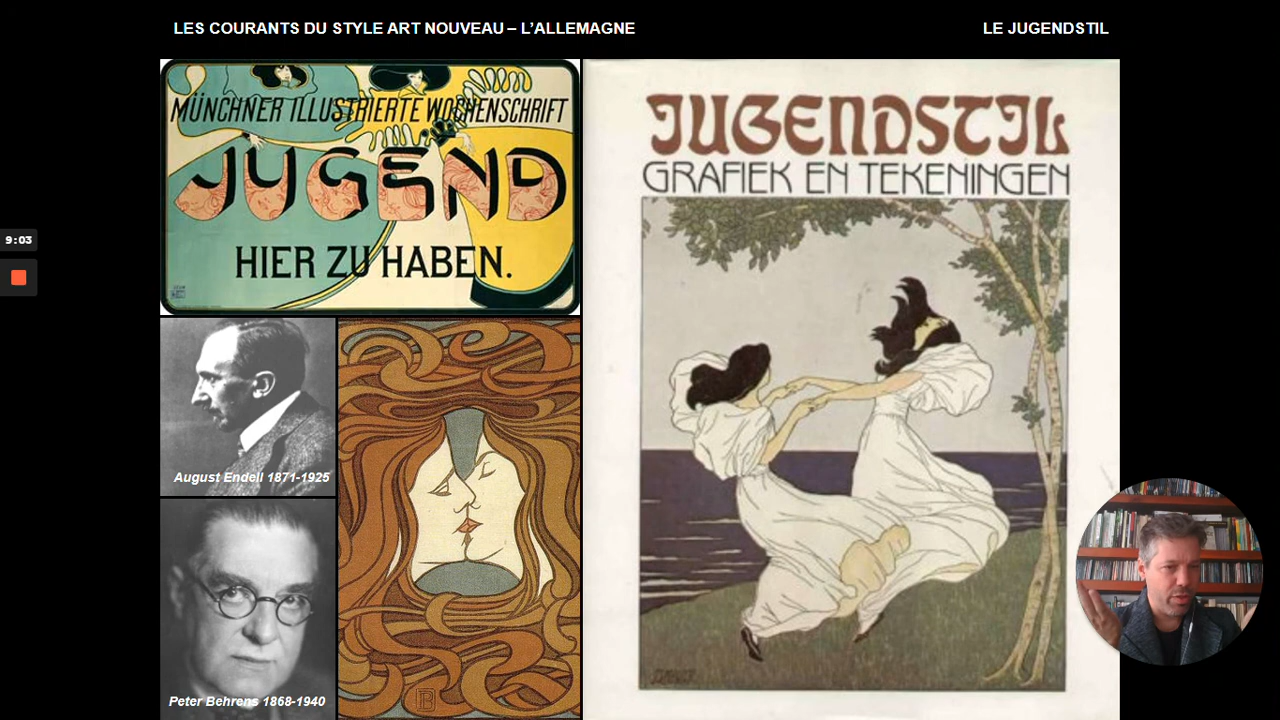 LES COURANTS DU STYLE ART NOUVEAU – L'ALLEMAGNE
LE JUGENDSTIL
MÜNCHNER ILLUSTRIERTE WOCHENSCHRIFT
JUGEND
HIER ZU HABEN.
JUGENDSTIL
GRAFIEK EN TEKENINGEN
9:03
August Endell 1871-1925
Peter Behrens 1868-1940